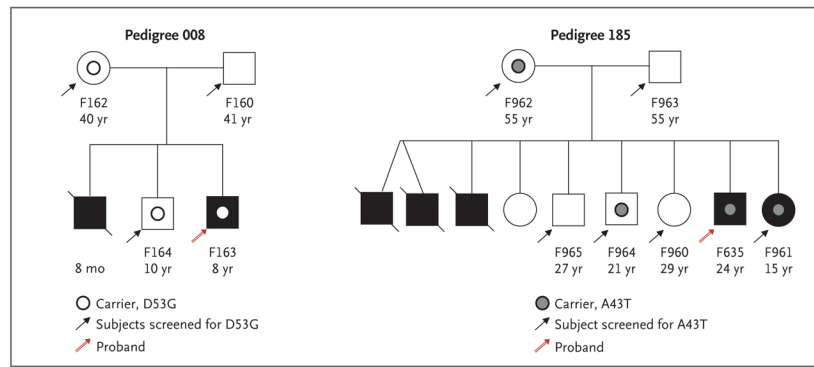 Pedigree 008
F162
40 yr
F160
41 yr
8 mo
F164
10 yr
F163
8 yr
Carrier, D53G
Subjects screened for D53G
Proband
Pedigree 185
F962
55 yr
F963
55 yr
F965
27 yr
F964
21 yr
F960
29 yr
F635
24 yr
F961
15 yr
Carrier, A43T
Subject screened for A43T
Proband